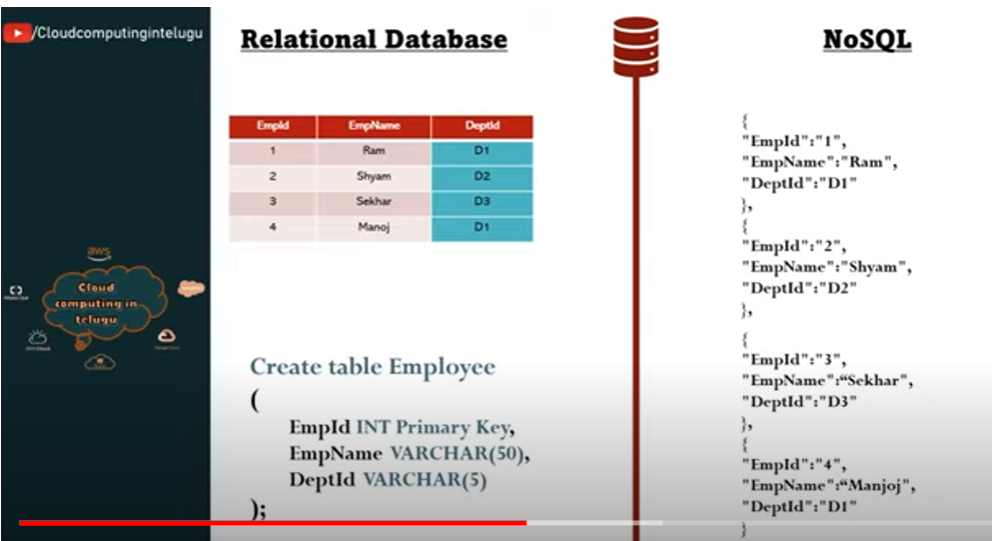 /Cloudcomputingintelugu
Relational Database
NoSQL
EmpId EmpName DeptId
1 Ram D1
2 Shyam D2
3 Sekhar D3
4 Manoj D1
Create table Employee
(
EmpId INT Primary Key,
EmpName VARCHAR(50),
DeptId VARCHAR(5)
);
{
"EmpId":"1",
"EmpName":"Ram",
"DeptId":"D1"
},
{
"EmpId":"2",
"EmpName":"Shyam",
"DeptId":"D2"
},
{
"EmpId":"3",
"EmpName":“Sekhar",
"DeptId":"D3"
},
{
"EmpId":"4",
"EmpName":“Manjoj",
"DeptId":"D1"
}
aws
Cloud
computing in
telugu